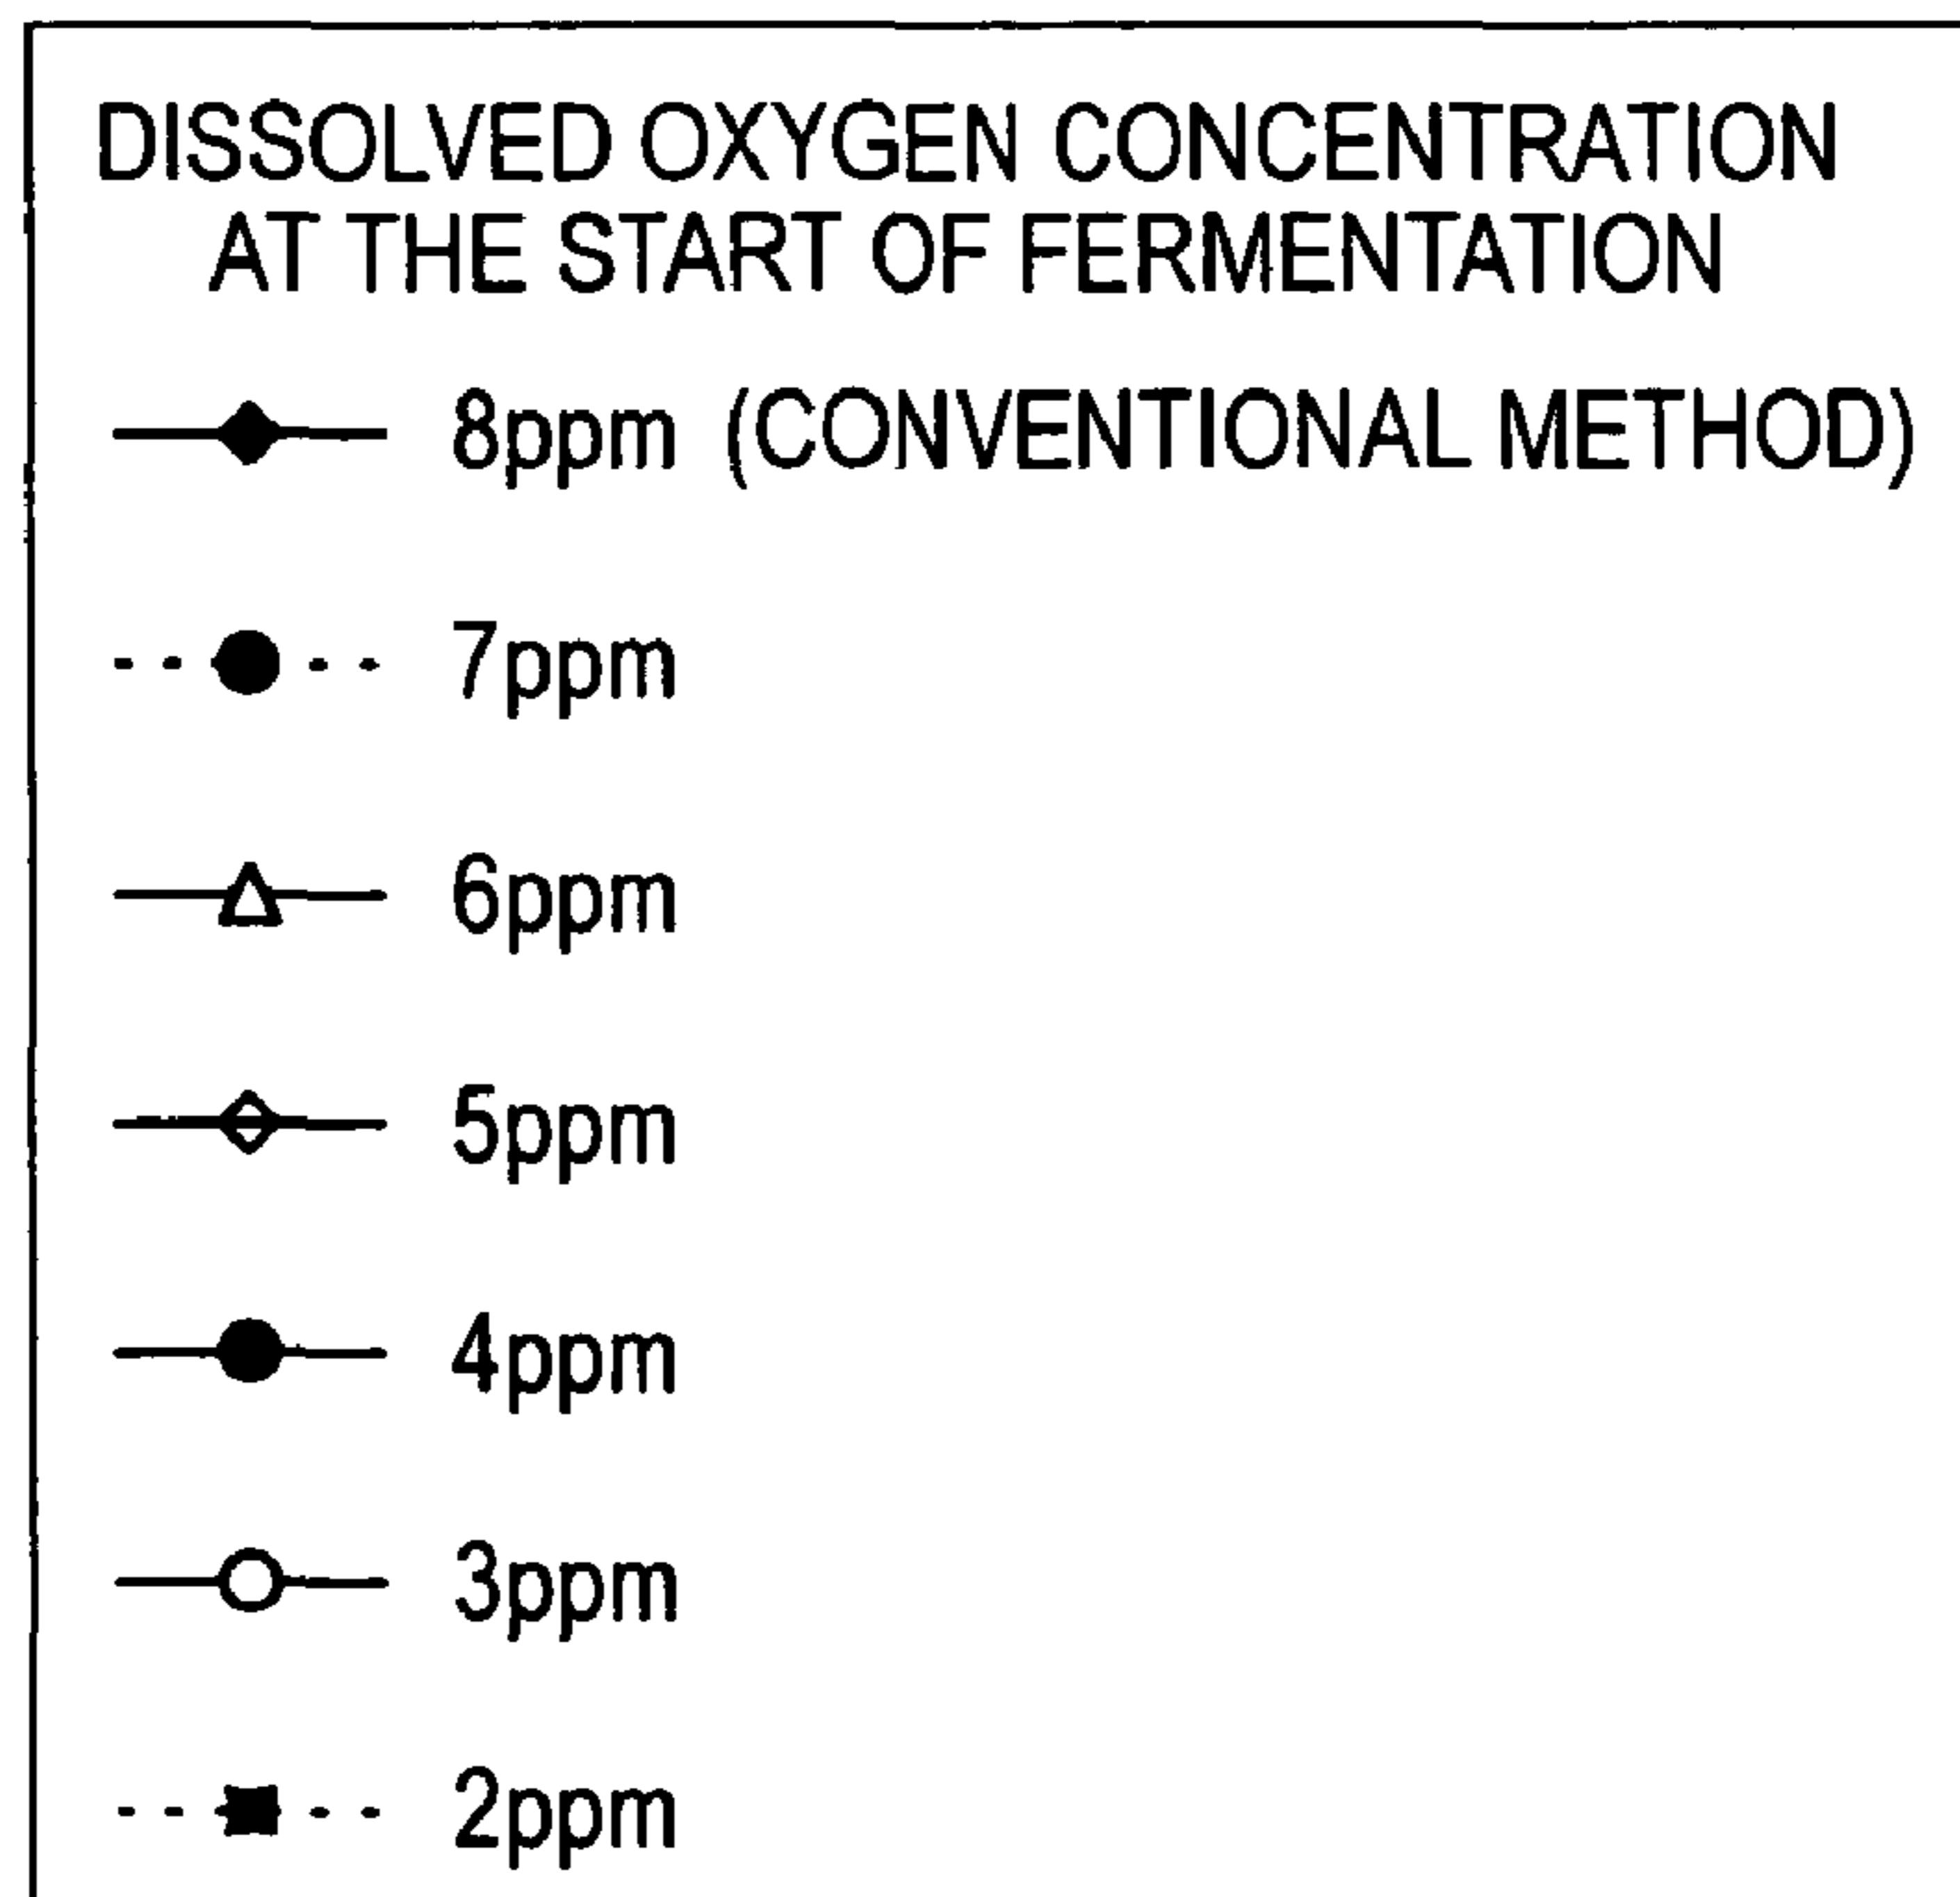 DISSOLVED OXYGEN CONCENTRATION
AT THE START OF FERMENTATION
8ppm (CONVENTIONAL METHOD)
7ppm
6ppm
5ppm
4ppm
3ppm
2ppm